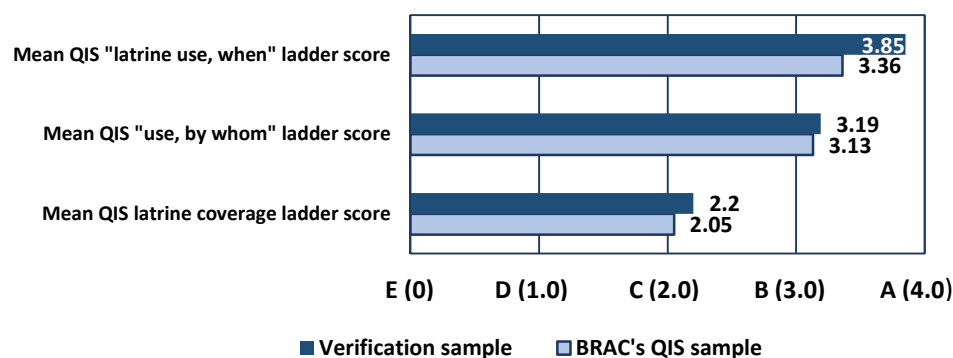 Mean QIS "latrine use, when" ladder score
3.85
3.36
Mean QIS "use, by whom" ladder score
3.19
3.13
Mean QIS latrine coverage ladder score
2.2
2.05
E (0) D (1.0) C (2.0) B (3.0) A (4.0)
Verification sample BRAC's QIS sample